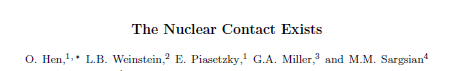 The Nuclear Contact Exists
O. Hen,¹,* L.B. Weinstein,² E. Piasetzky,¹ G.A. Miller,³ and M.M. Sargsian⁴